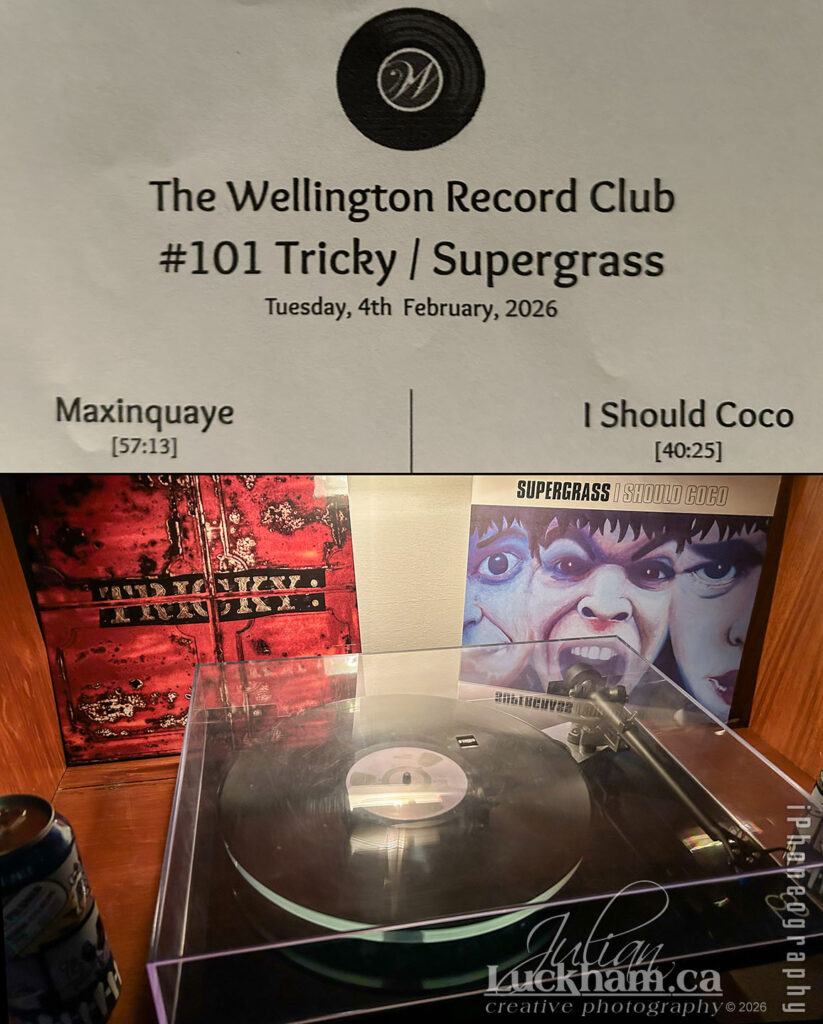 W
The Wellington Record Club
#101 Tricky / Supergrass
Tuesday, 4th February, 2026
Maxinquaye
[57:13]
I Should Coco
[40:25]
SUPERGRASS I SHOULD COCO
TRICKY:
SUPERGRASS
iPhoneography
Julian
Luckham.ca
creative photography © 2026